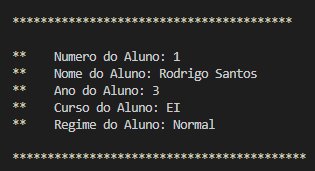 ****************************************
** Numero do Aluno: 1
** Nome do Aluno: Rodrigo Santos
** Ano do Aluno: 3
** Curso do Aluno: EI
** Regime do Aluno: Normal
******************************************